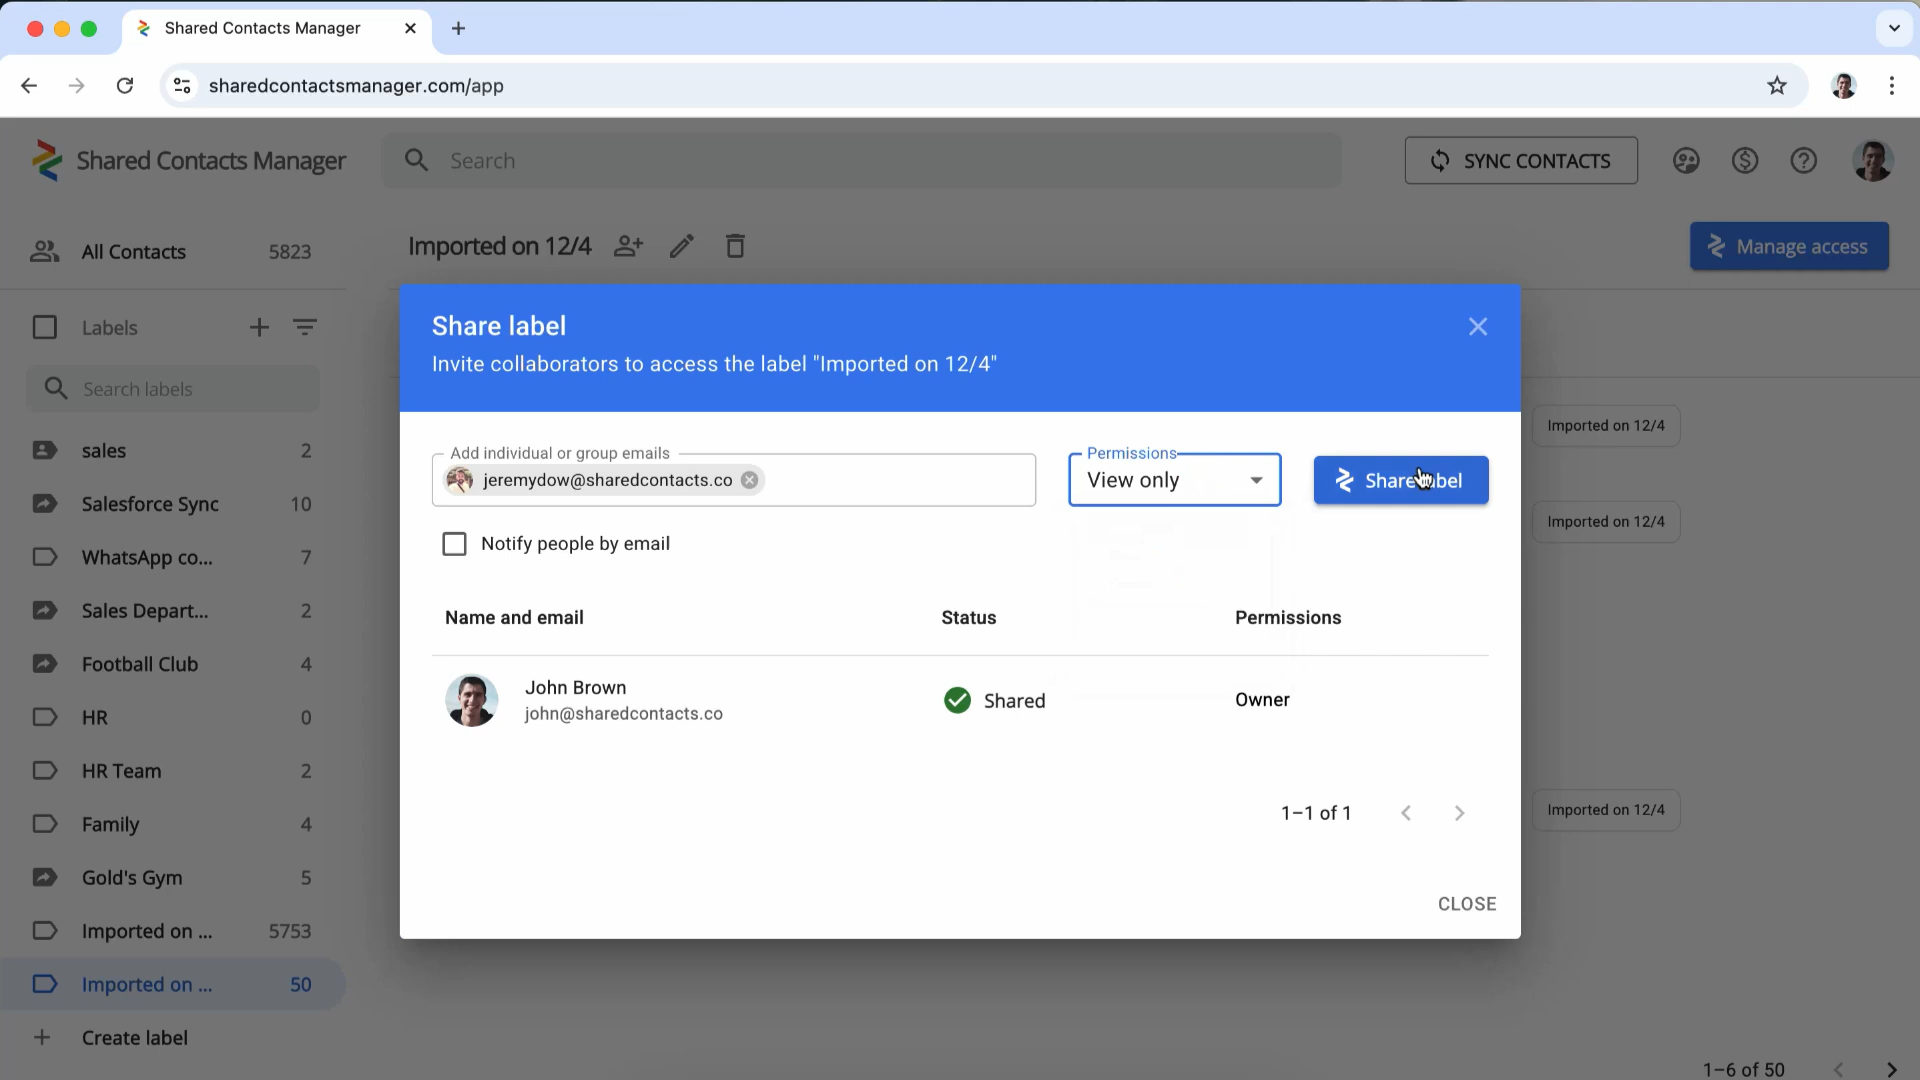 Shared Contacts Manager
sharedcontactsmanager.com/app
Shared Contacts Manager
Search
SYNC CONTACTS
All Contacts 5823
Imported on 12/4
Manage access
Labels
Search labels
sales 2
Salesforce Sync 10
WhatsApp co... 7
Sales Depart... 2
Football Club 4
HR 0
HR Team 2
Family 4
Gold's Gym 5
Imported on ... 5753
Imported on ... 50
Create label
Share label
Invite collaborators to access the label "Imported on 12/4"
Add individual or group emails
jeremydow@sharedcontacts.co
Permissions
View only
Share label
Notify people by email
Name and email Status Permissions
John Brown
john@sharedcontacts.co
Shared
Owner
1–1 of 1
CLOSE
Imported on 12/4
Imported on 12/4
Imported on 12/4
1–6 of 50